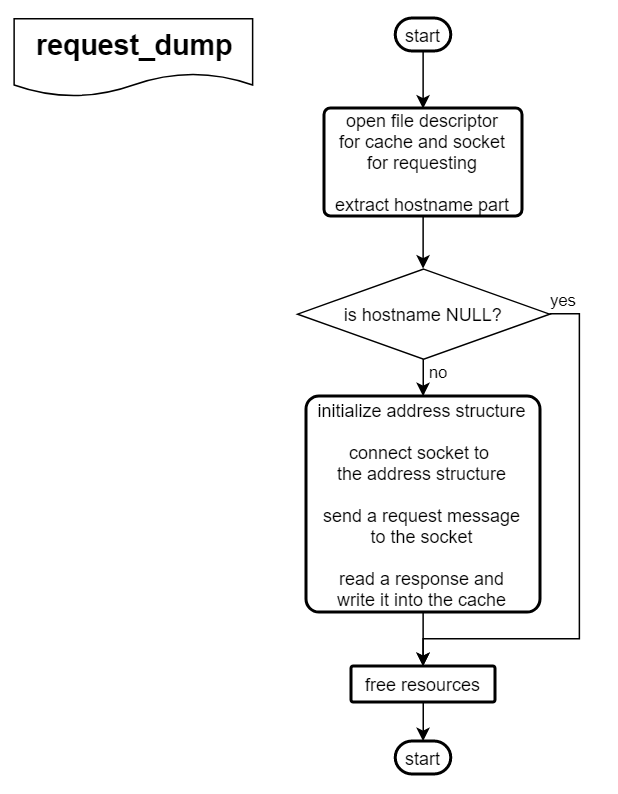 request_dump
start
open file descriptor
for cache and socket
for requesting
extract hostname part
is hostname NULL?
yes
no
initialize address structure
connect socket to
the address structure
send a request message
to the socket
read a response and
write it into the cache
free resources
start